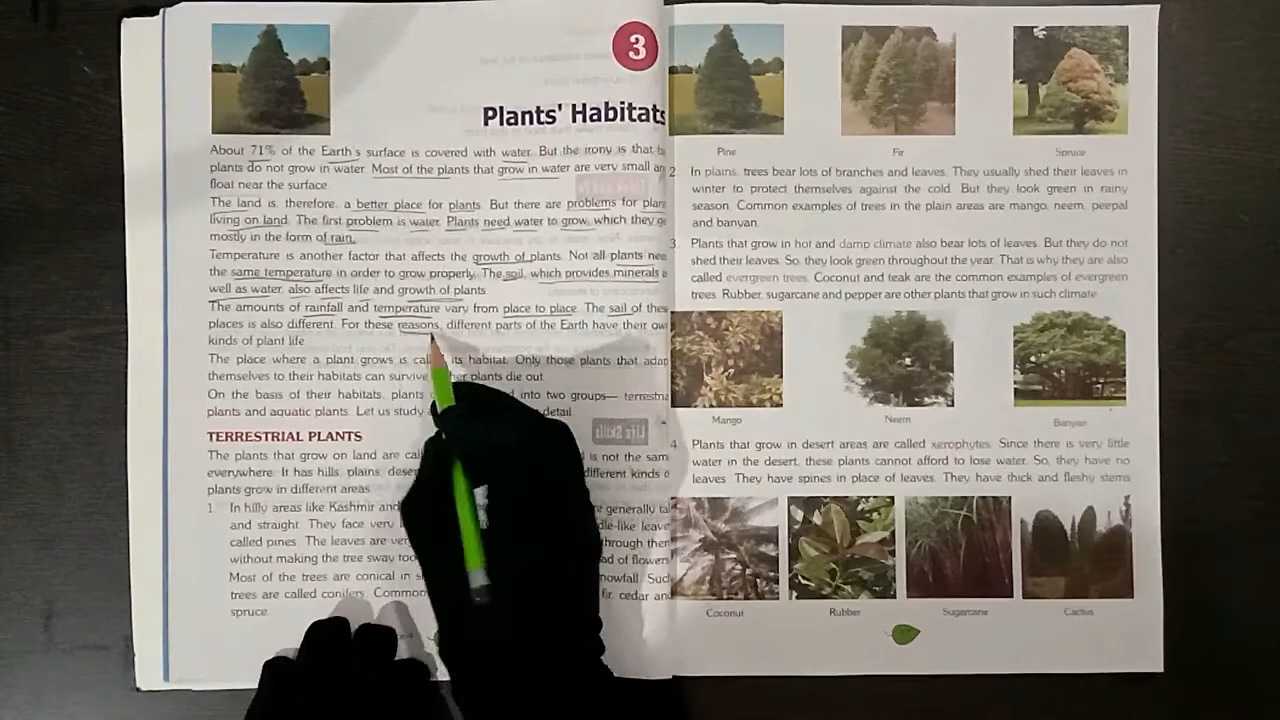 3
Plants' Habitats
About 71% of the Earth's surface is covered with water. But the irony is that
plants do not grow in water. Most of the plants that grow in water are very small
float near the surface
The land is, therefore, a better place for plants. But there are problems for
living on land. The first problem is water. Plants need water to grow, which they
mostly in the form of rain.
Temperature is another factor that affects the growth of plants. Not all plants
the same temperature in order to grow properly. The soil, which provides minerals
well as water, also affects life and growth of plants
The amounts of rainfall and temperature vary from place to place. The sail of
places is also different. For these reasons, different parts of the Earth have their
kinds of plant life
The place where a plant grows is its habitat. Only those plants that
themselves to their habitats can survive plants die out
On the basis of their habitats, plants into two groups—
plants and aquatic plants. Let us study detail
TERRESTRIAL PLANTS
The plants that grow on land are is not the
everywhere. It has hills, plains, different kinds
plants grow in different areas
1. In hilly areas like Kashmir and generally
and straight. They face very
called pines. The leaves are through
without making the tree sway too of flowers
Most of the trees are conical in Such
trees are called conifers. Common fir, cedar and
spruce.
Pine
Fir
Spruce
2. In plains, trees bear lots of branches and leaves. They usually shed their leaves in
winter to protect themselves against the cold. But they look green in rainy
season. Common examples of trees in the plain areas are mango, neem, peepal
and banyan.
3. Plants that grow in hot and damp climate also bear lots of leaves. But they do not
shed their leaves. So, they look green throughout the year. That is why they are also
called evergreen trees. Coconut and teak are the common examples of evergreen
trees. Rubber, sugarcane and pepper are other plants that grow in such climate
Mango
Neem
Banyan
4. Plants that grow in desert areas are called xerophytes. Since there is very little
water in the desert, these plants cannot afford to lose water. So, they have no
leaves. They have spines in place of leaves. They have thick and fleshy stems
Coconut
Rubber
Sugarcane
Cactus